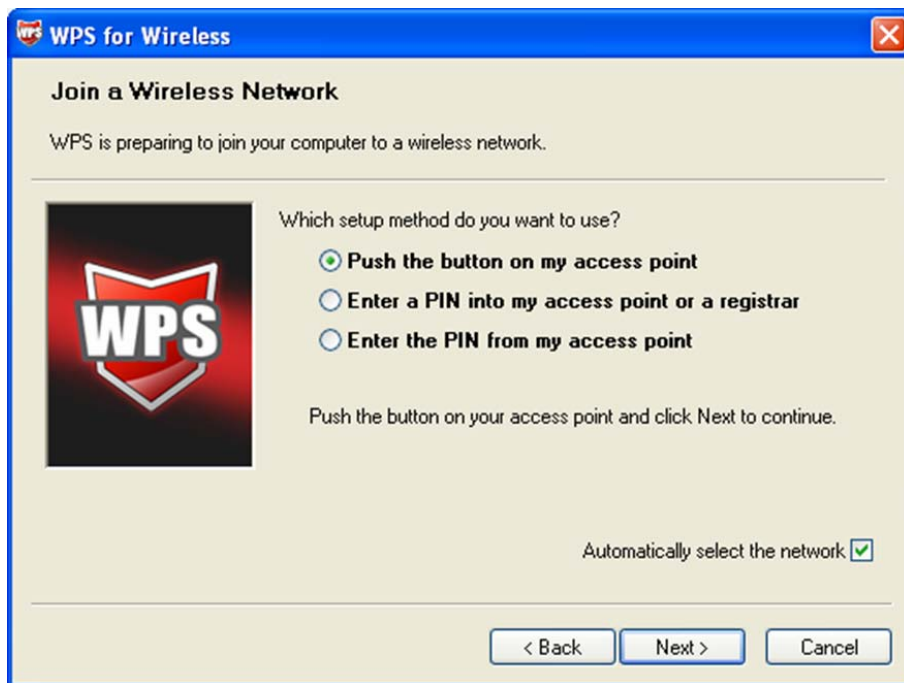 WPS for Wireless
Join a Wireless Network
WPS is preparing to join your computer to a wireless network.
WPS
Which setup method do you want to use?
Push the button on my access point
Enter a PIN into my access point or a registrar
Enter the PIN from my access point
Push the button on your access point and click Next to continue.
Automatically select the network
< Back
Next >
Cancel